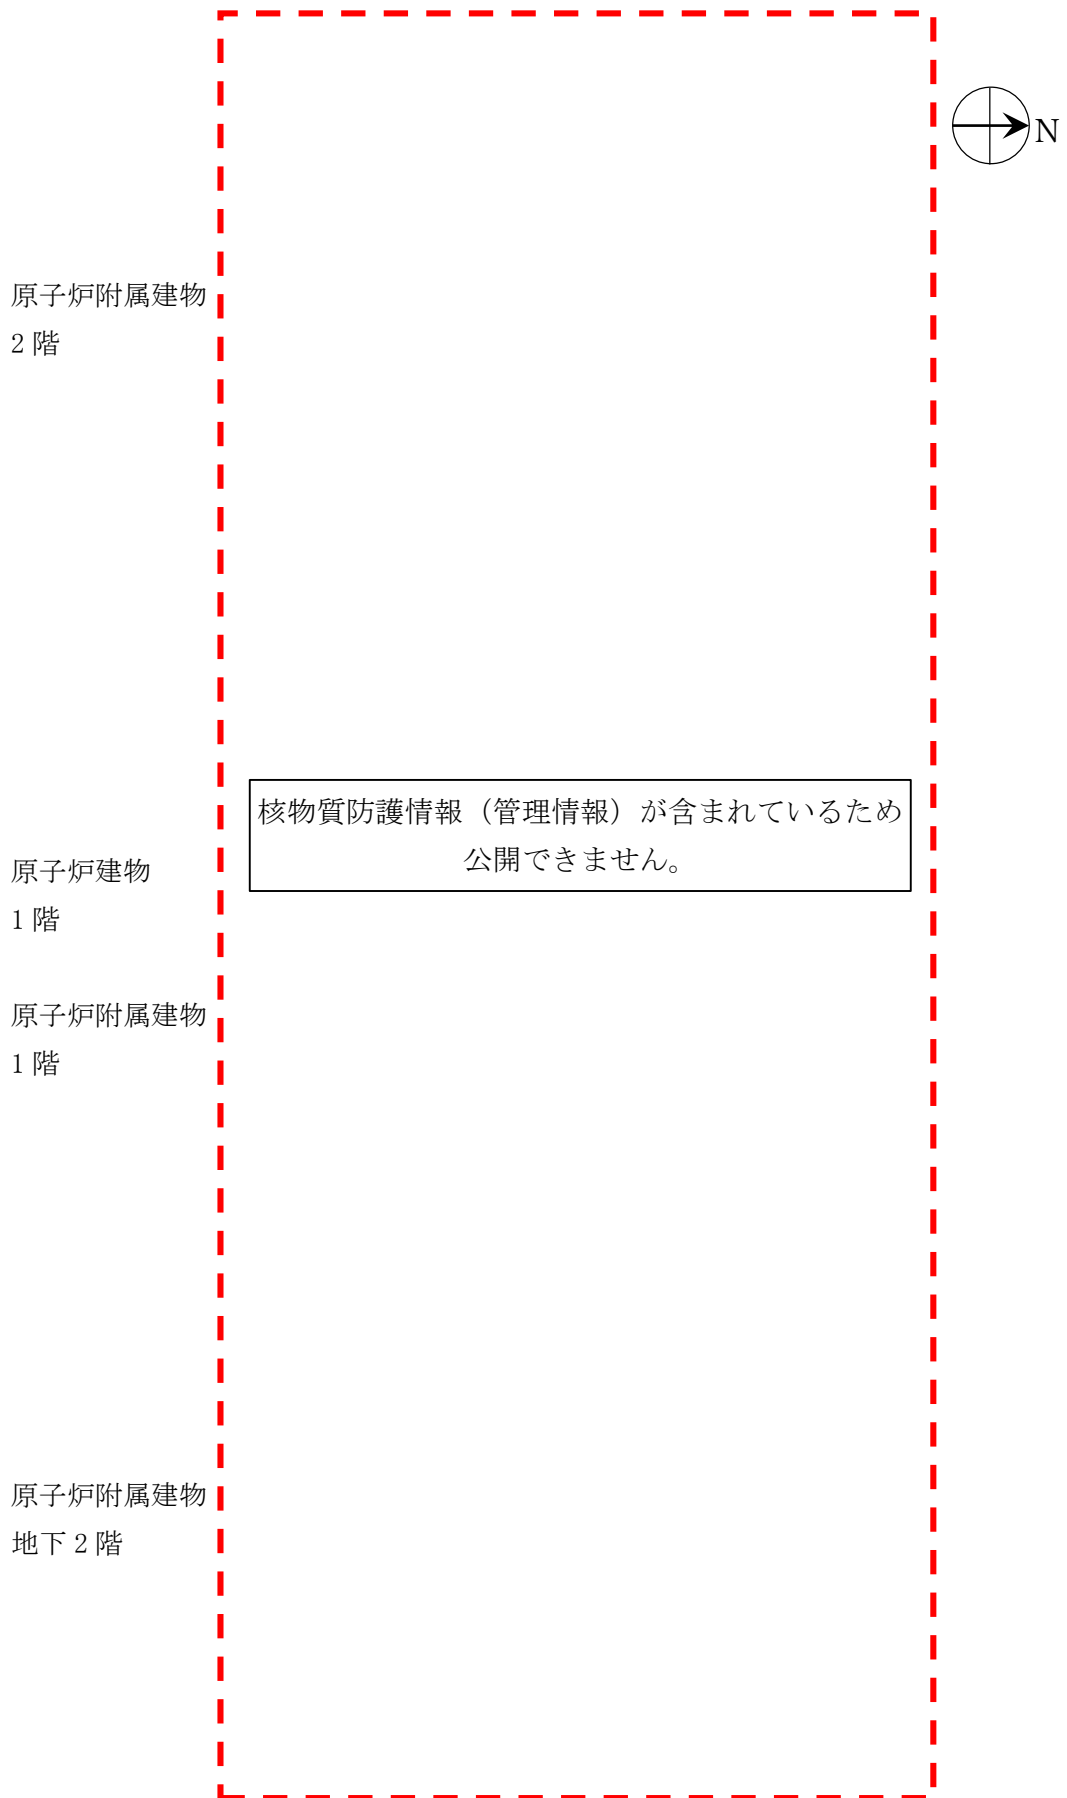 N
原子炉附属建物
2階
核物質防護情報（管理情報）が含まれているため
公開できません。
原子炉建物
1階
原子炉附属建物
1階
原子炉附属建物
地下2階